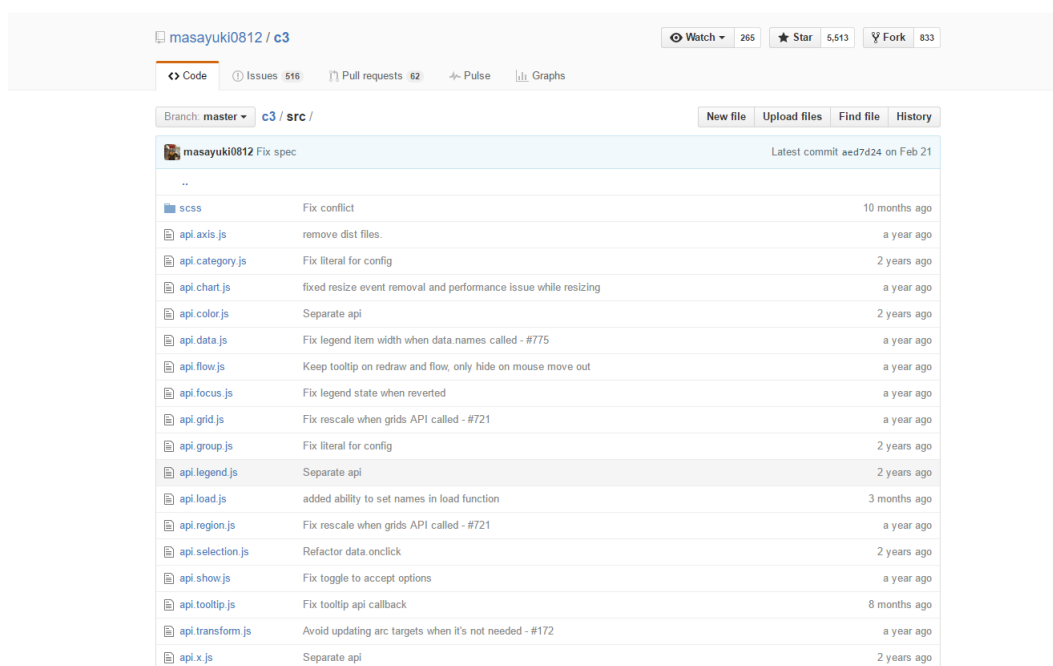 masayuki0812 / c3
Watch 265 Star 5,513 Fork 833
Code Issues 516 Pull requests 62 Pulse Graphs
Branch: master c3 / src / New file Upload files Find file History
masayuki0812 Fix spec Latest commit aed7d24 on Feb 21
..
scss Fix conflict 10 months ago
api.axis.js remove dist files. a year ago
api.category.js Fix literal for config 2 years ago
api.chart.js fixed resize event removal and performance issue while resizing a year ago
api.color.js Separate api 2 years ago
api.data.js Fix legend item width when data.names called - #775 a year ago
api.flow.js Keep tooltip on redraw and flow, only hide on mouse move out a year ago
api.focus.js Fix legend state when reverted a year ago
api.grid.js Fix rescale when grids API called - #721 a year ago
api.group.js Fix literal for config 2 years ago
api.legend.js Separate api 2 years ago
api.load.js added ability to set names in load function 3 months ago
api.region.js Fix rescale when grids API called - #721 a year ago
api.selection.js Refactor data.onclick 2 years ago
api.show.js Fix toggle to accept options a year ago
api.tooltip.js Fix tooltip api callback 8 months ago
api.transform.js Avoid updating arc targets when it's not needed - #172 a year ago
api.x.js Separate api 2 years ago